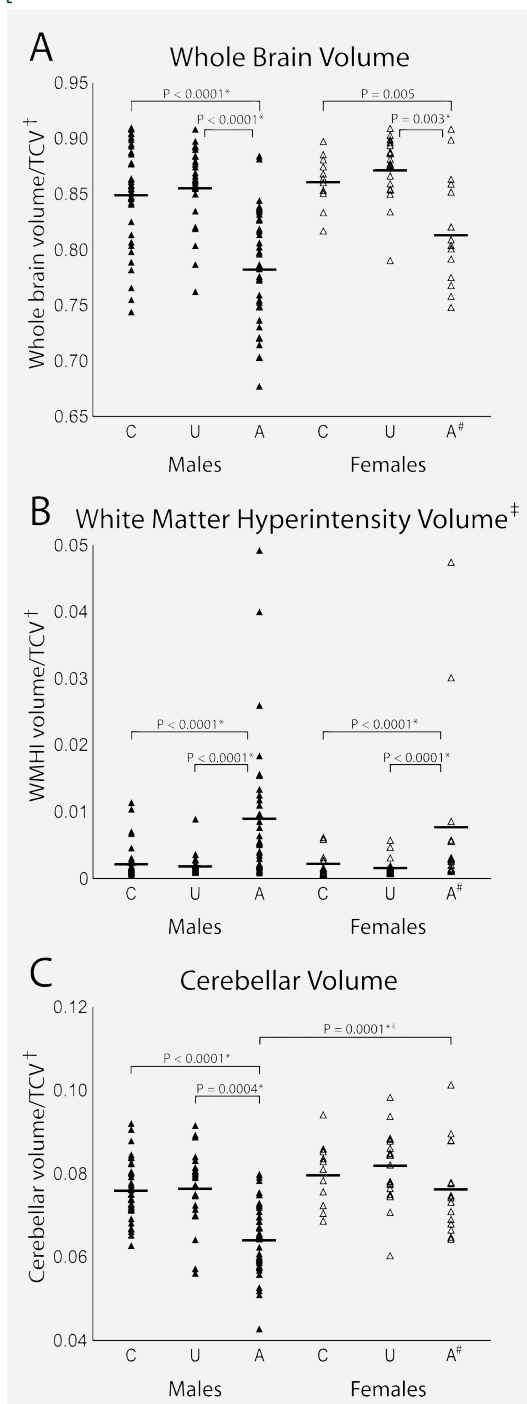 A
Whole Brain Volume
Whole brain volume/TCV†
0.95
0.90
0.85
0.80
0.75
0.70
0.65
P < 0.0001*
P < 0.0001*
P = 0.005
P = 0.003*
C U A C U A#
Males Females
B
White Matter Hyperintensity Volume‡
WMHI volume/TCV†
0.05
0.04
0.03
0.02
0.01
0
P < 0.0001*
P < 0.0001*
P < 0.0001*
P < 0.0001*
C U A C U A#
Males Females
C
Cerebellar Volume
Cerebellar volume/TCV†
0.12
0.10
0.08
0.06
0.04
P = 0.0001*§
P < 0.0001*
P = 0.0004*
C U A C U A#
Males Females